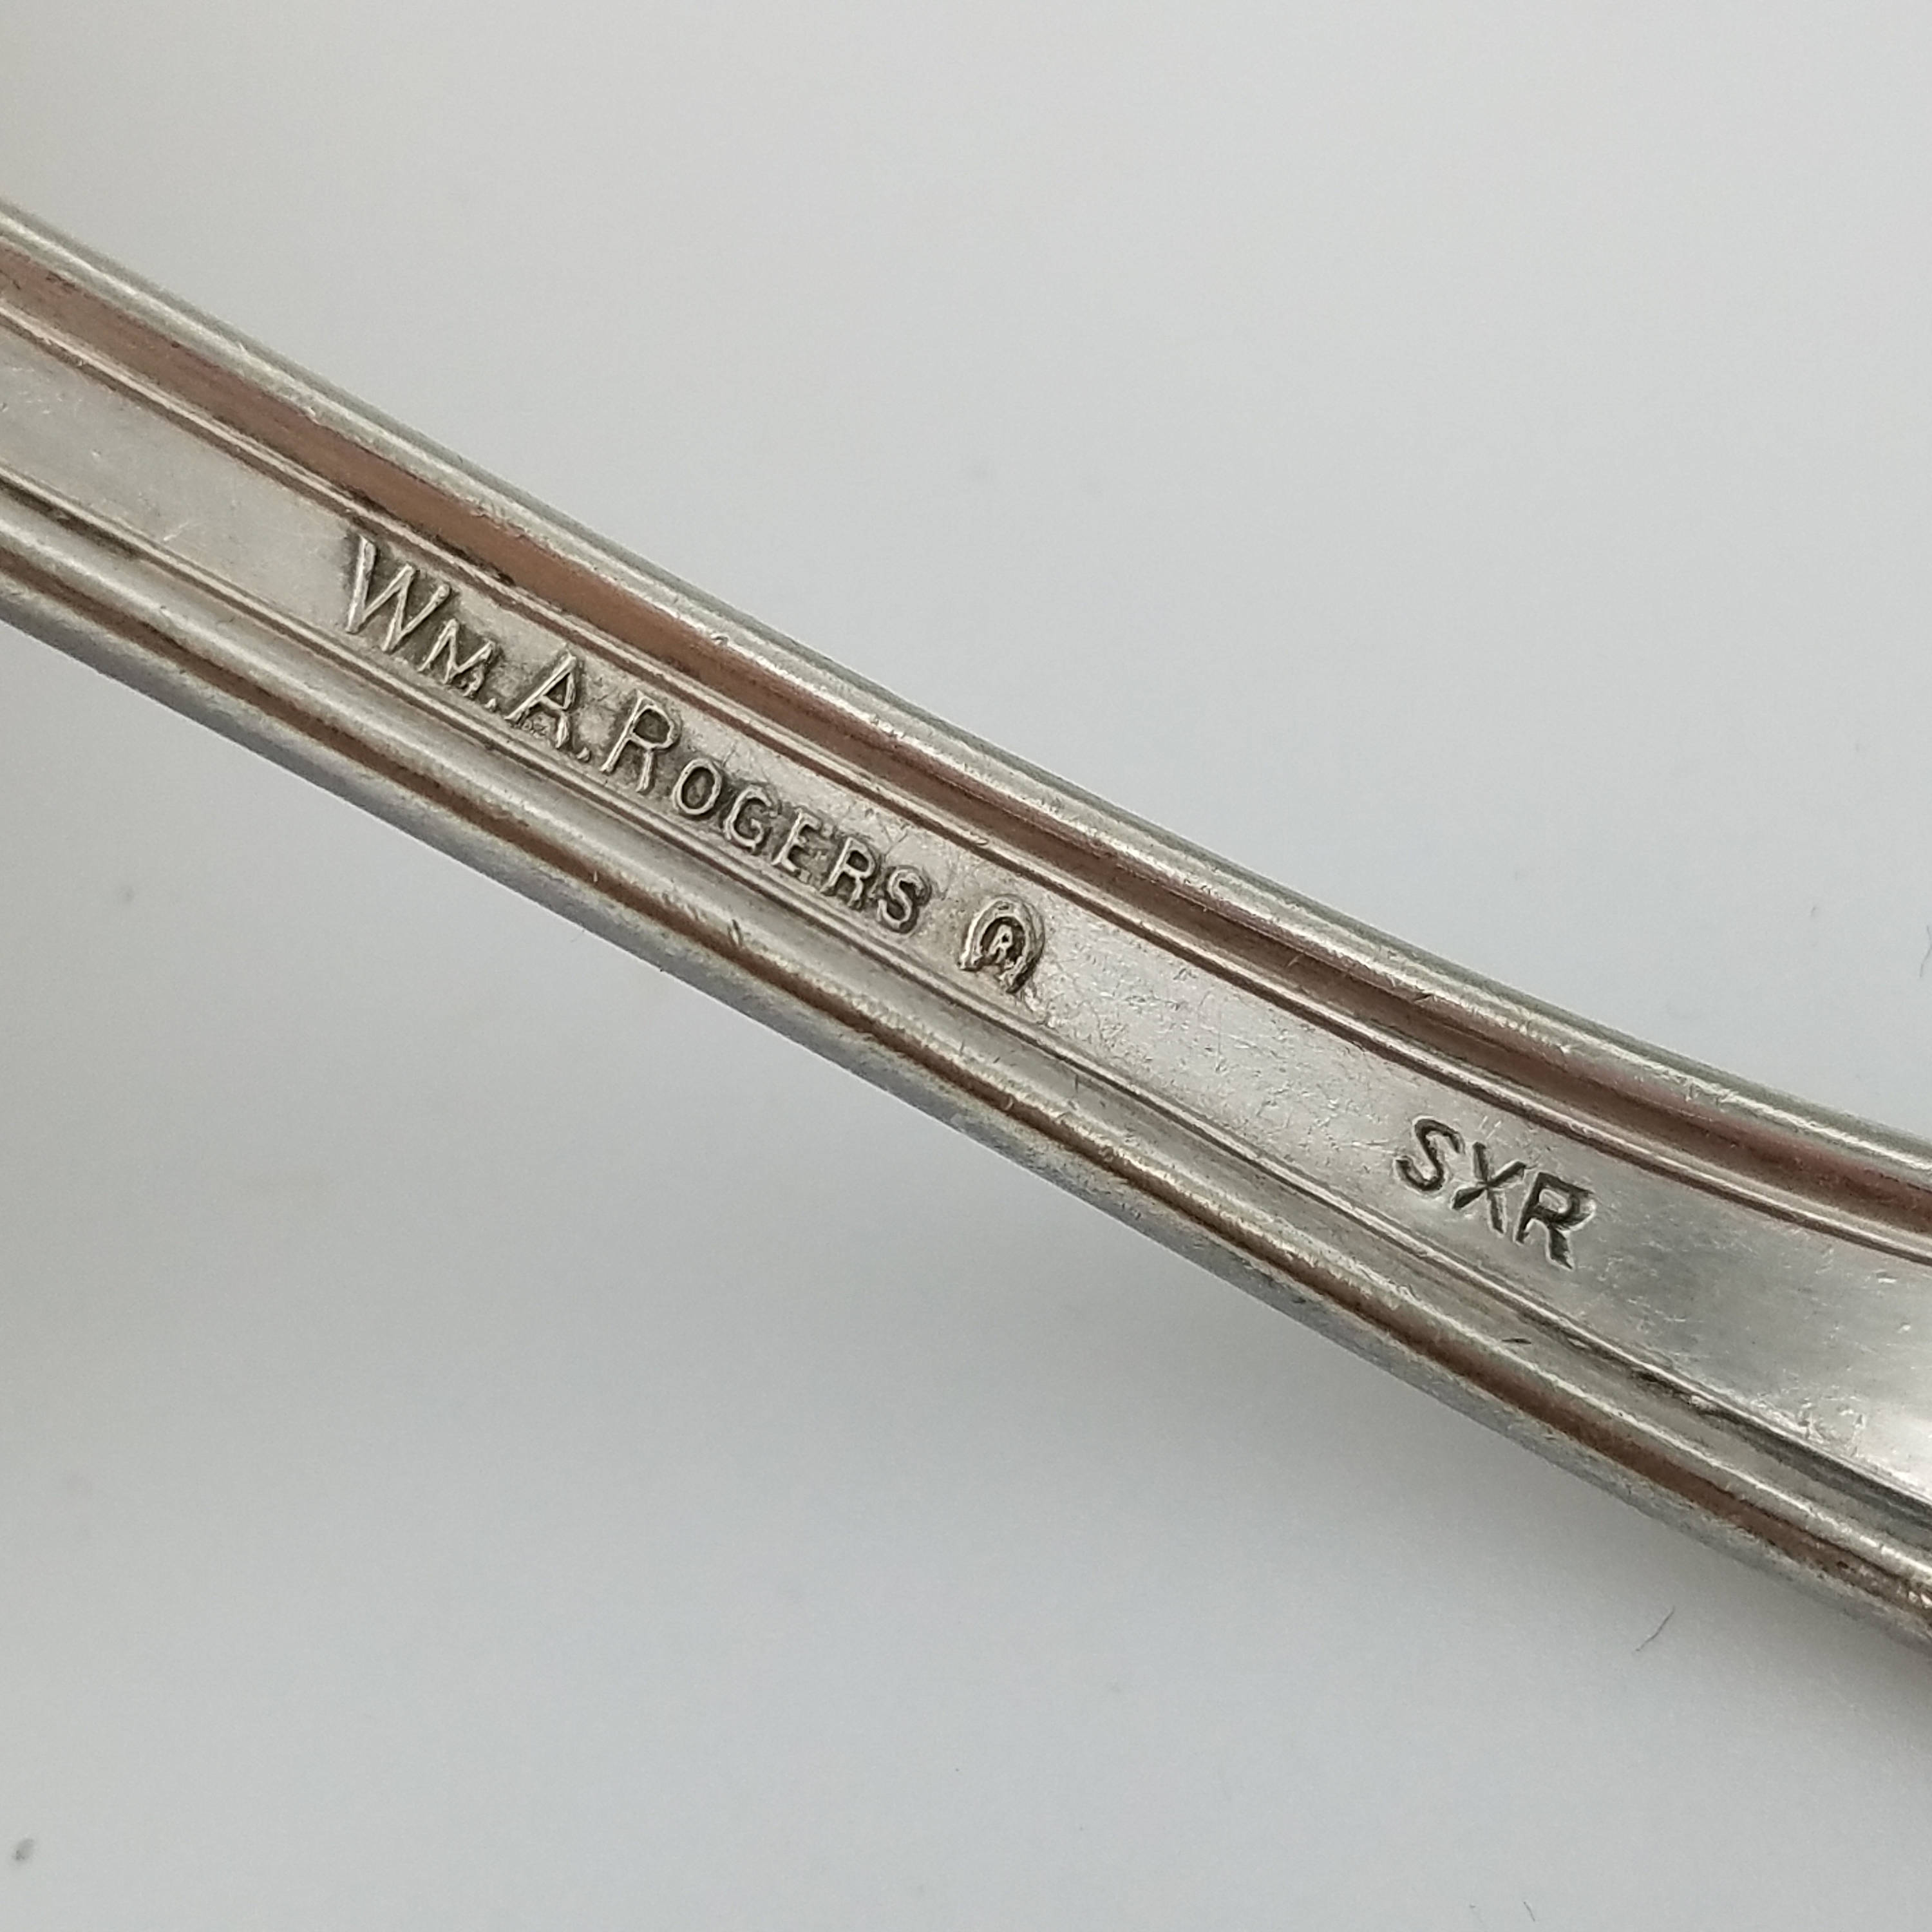 WM. A. ROGERS R
SXR